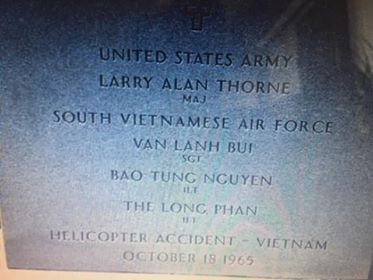 UNITED STATES ARMY
LARRY ALAN THORNE
MAJ
SOUTH VIETNAMESE AIR FORCE
VAN LANH BUI
SGT
BAO TUNG NGUYEN
1LT
THE LONG PHAN
1LT
HELICOPTER ACCIDENT - VIETNAM
OCTOBER 18 1965